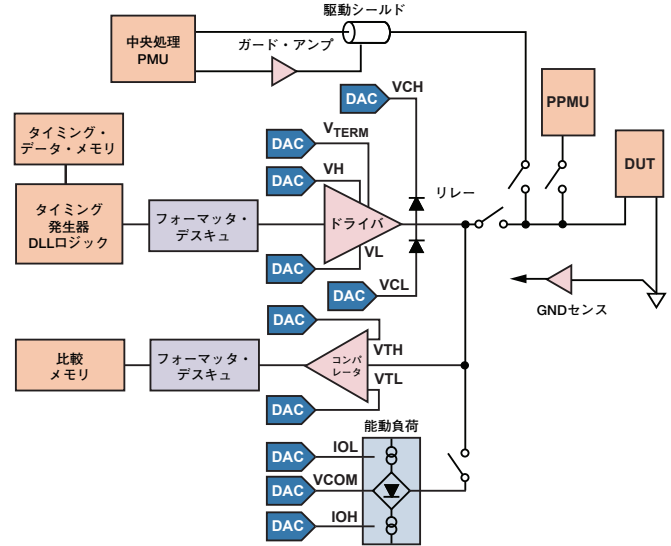 駆動シールド
中央処理
PMU
ガード・アンプ
DAC
VCH
PPMU
タイミング・
データ・メモリ
DAC
VTERM
DAC
VH
リレー
DUT
タイミング
発生器
DLLロジック
フォーマッタ・
デスキュ
ドライバ
DAC
VL
DAC
VCL
GNDセンス
DAC
VTH
比較
メモリ
フォーマッタ・
デスキュ
コンパ
レータ
VTL
DAC
能動負荷
DAC
IOL
DAC
VCOM
DAC
IOH